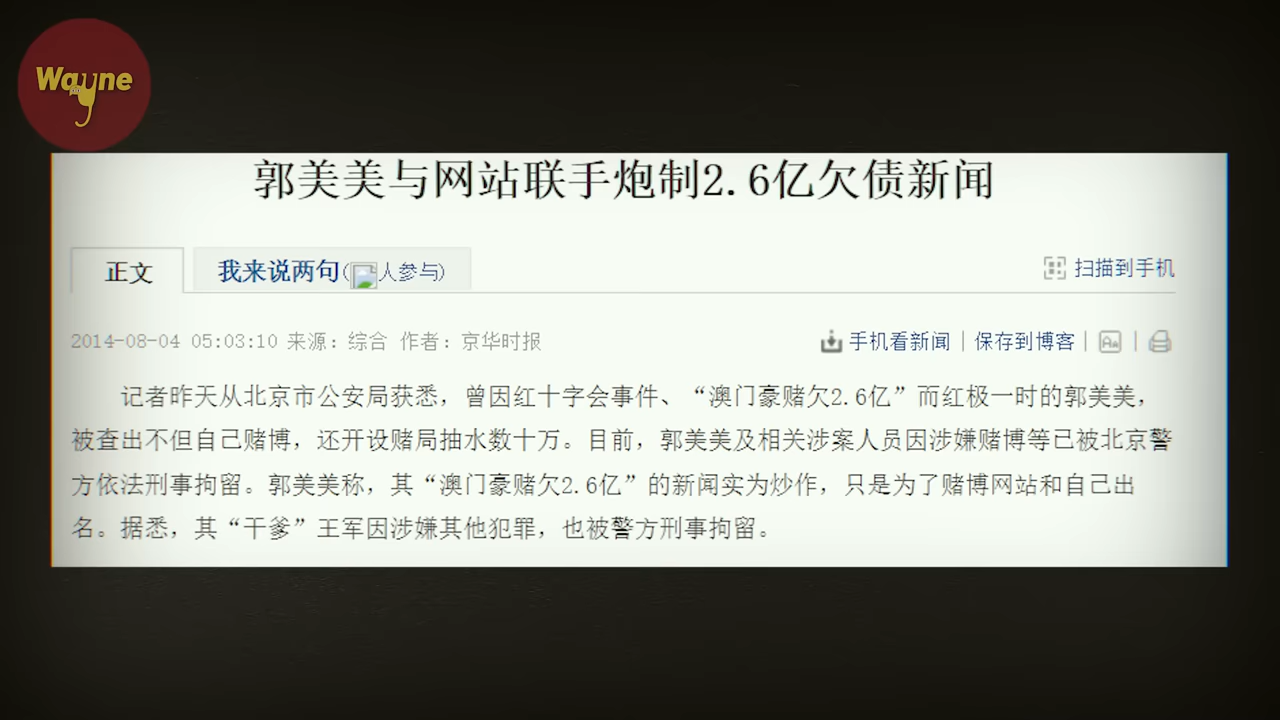 Wayne
郭美美与网站联手炮制2.6亿欠债新闻
正文 我来说两句(人参与) 扫描到手机
2014-08-04 05:03:10 来源：综合 作者：京华时报 手机看新闻 | 保存到博客 | Aa |
记者昨天从北京市公安局获悉，曾因红十字会事件、“澳门豪赌欠2.6亿”而红极一时的郭美美，
被查出不但自己赌博，还开设赌局抽水数十万。目前，郭美美及相关涉案人员因涉嫌赌博等已被北京警
方依法刑事拘留。郭美美称，其“澳门豪赌欠2.6亿”的新闻实为炒作，只是为了赌博网站和自己出
名。据悉，其“干爹”王军因涉嫌其他犯罪，也被警方刑事拘留。